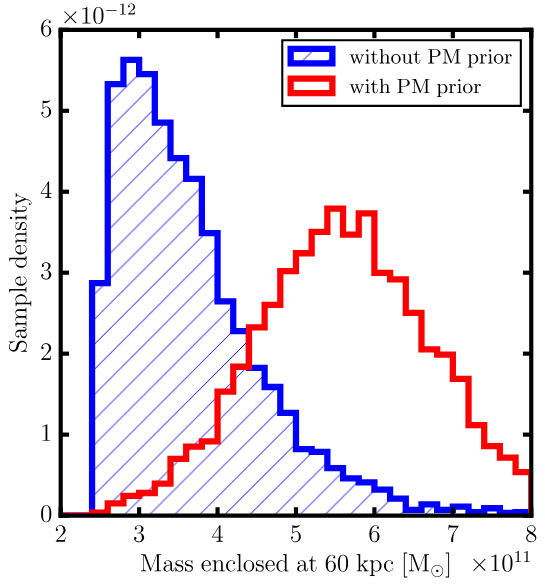 ×10⁻¹²
without PM prior
with PM prior
Sample density
6
5
4
3
2
1
0
2 3 4 5 6 7 8
Mass enclosed at 60 kpc [M⊙] ×10¹¹